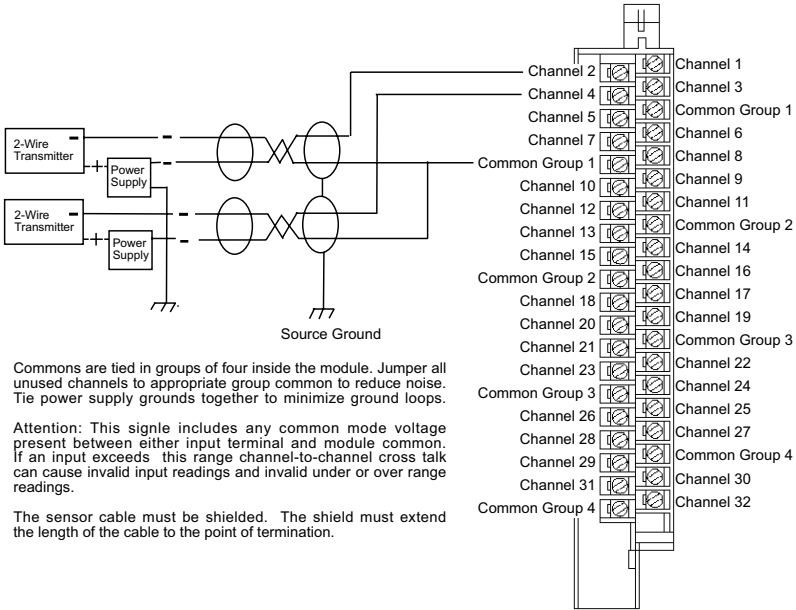 2-Wire
Transmitter
-
-
+
-
Power
Supply
2-Wire
Transmitter
-
-
+
-
Power
Supply
Source Ground
Commons are tied in groups of four inside the module. Jumper all
unused channels to appropriate group common to reduce noise.
Tie power supply grounds together to minimize ground loops.
Attention: This signle includes any common mode voltage
present between either input terminal and module common.
If an input exceeds this range channel-to-channel cross talk
can cause invalid input readings and invalid under or over range
readings.
The sensor cable must be shielded. The shield must extend
the length of the cable to the point of termination.
Channel 2
Channel 4
Channel 5
Channel 7
Common Group 1
Channel 10
Channel 12
Channel 13
Channel 15
Common Group 2
Channel 18
Channel 20
Channel 21
Channel 23
Common Group 3
Channel 26
Channel 28
Channel 29
Channel 31
Common Group 4
Channel 1
Channel 3
Common Group 1
Channel 6
Channel 8
Channel 9
Channel 11
Common Group 2
Channel 14
Channel 16
Channel 17
Channel 19
Common Group 3
Channel 22
Channel 24
Channel 25
Channel 27
Common Group 4
Channel 30
Channel 32